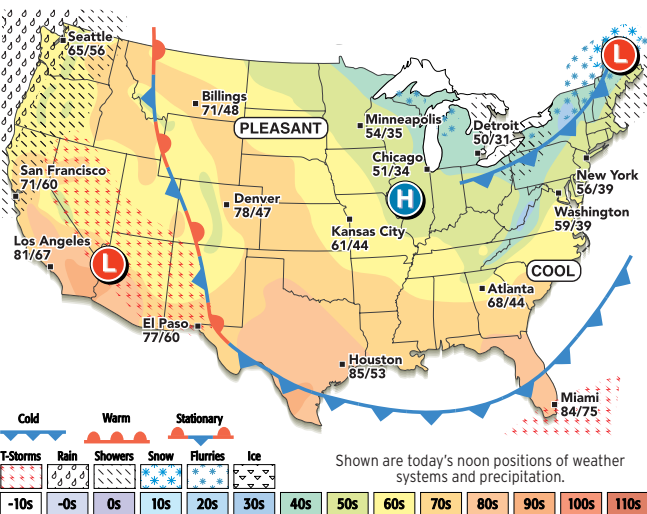 Seattle
65/56
L
Billings
71/48
PLEASANT
Minneapolis
54/35
Detroit
50/31
Chicago
51/34
San Francisco
71/60
New York
56/39
Denver
78/47
H
Washington
59/39
Kansas City
61/44
Los Angeles
81/67
L
COOL
Atlanta
68/44
El Paso
77/60
Houston
85/53
Miami
84/75
Cold Warm Stationary
T-Storms Rain Showers Snow Flurries Ice
Shown are today's noon positions of weather
systems and precipitation.
-10s -0s 0s 10s 20s 30s 40s 50s 60s 70s 80s 90s 100s 110s